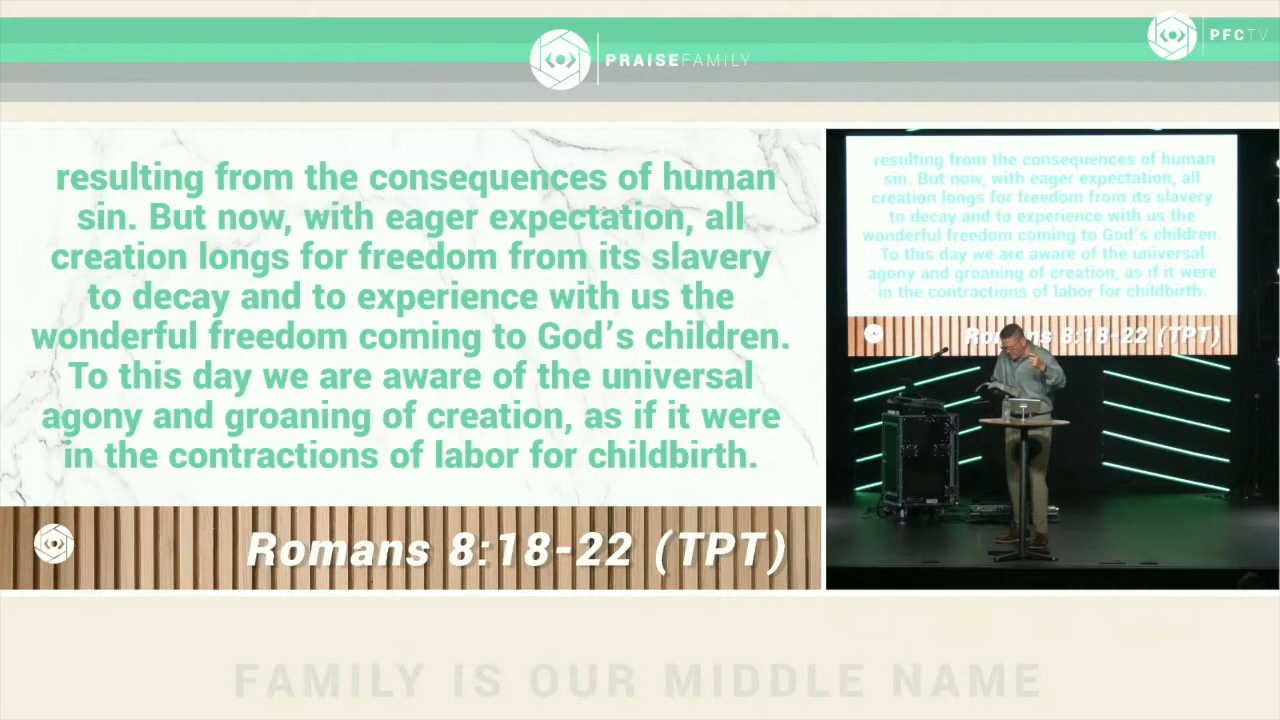 PRAISEFAMILY
PFCTV
resulting from the consequences of human
sin. But now, with eager expectation, all
creation longs for freedom from its slavery
to decay and to experience with us the
wonderful freedom coming to God's children.
To this day we are aware of the universal
agony and groaning of creation, as if it were
in the contractions of labor for childbirth.
Romans 8:18-22 (TPT)
resulting from the consequences of human
sin. But now, with eager expectation, all
creation longs for freedom from its slavery
to decay and to experience with us the
wonderful freedom coming to God's children.
To this day we are aware of the universal
agony and groaning of creation, as if it were
in the contractions of labor for childbirth.
8:18-22 (TPT)
FAMILY IS OUR MIDDLE NAME